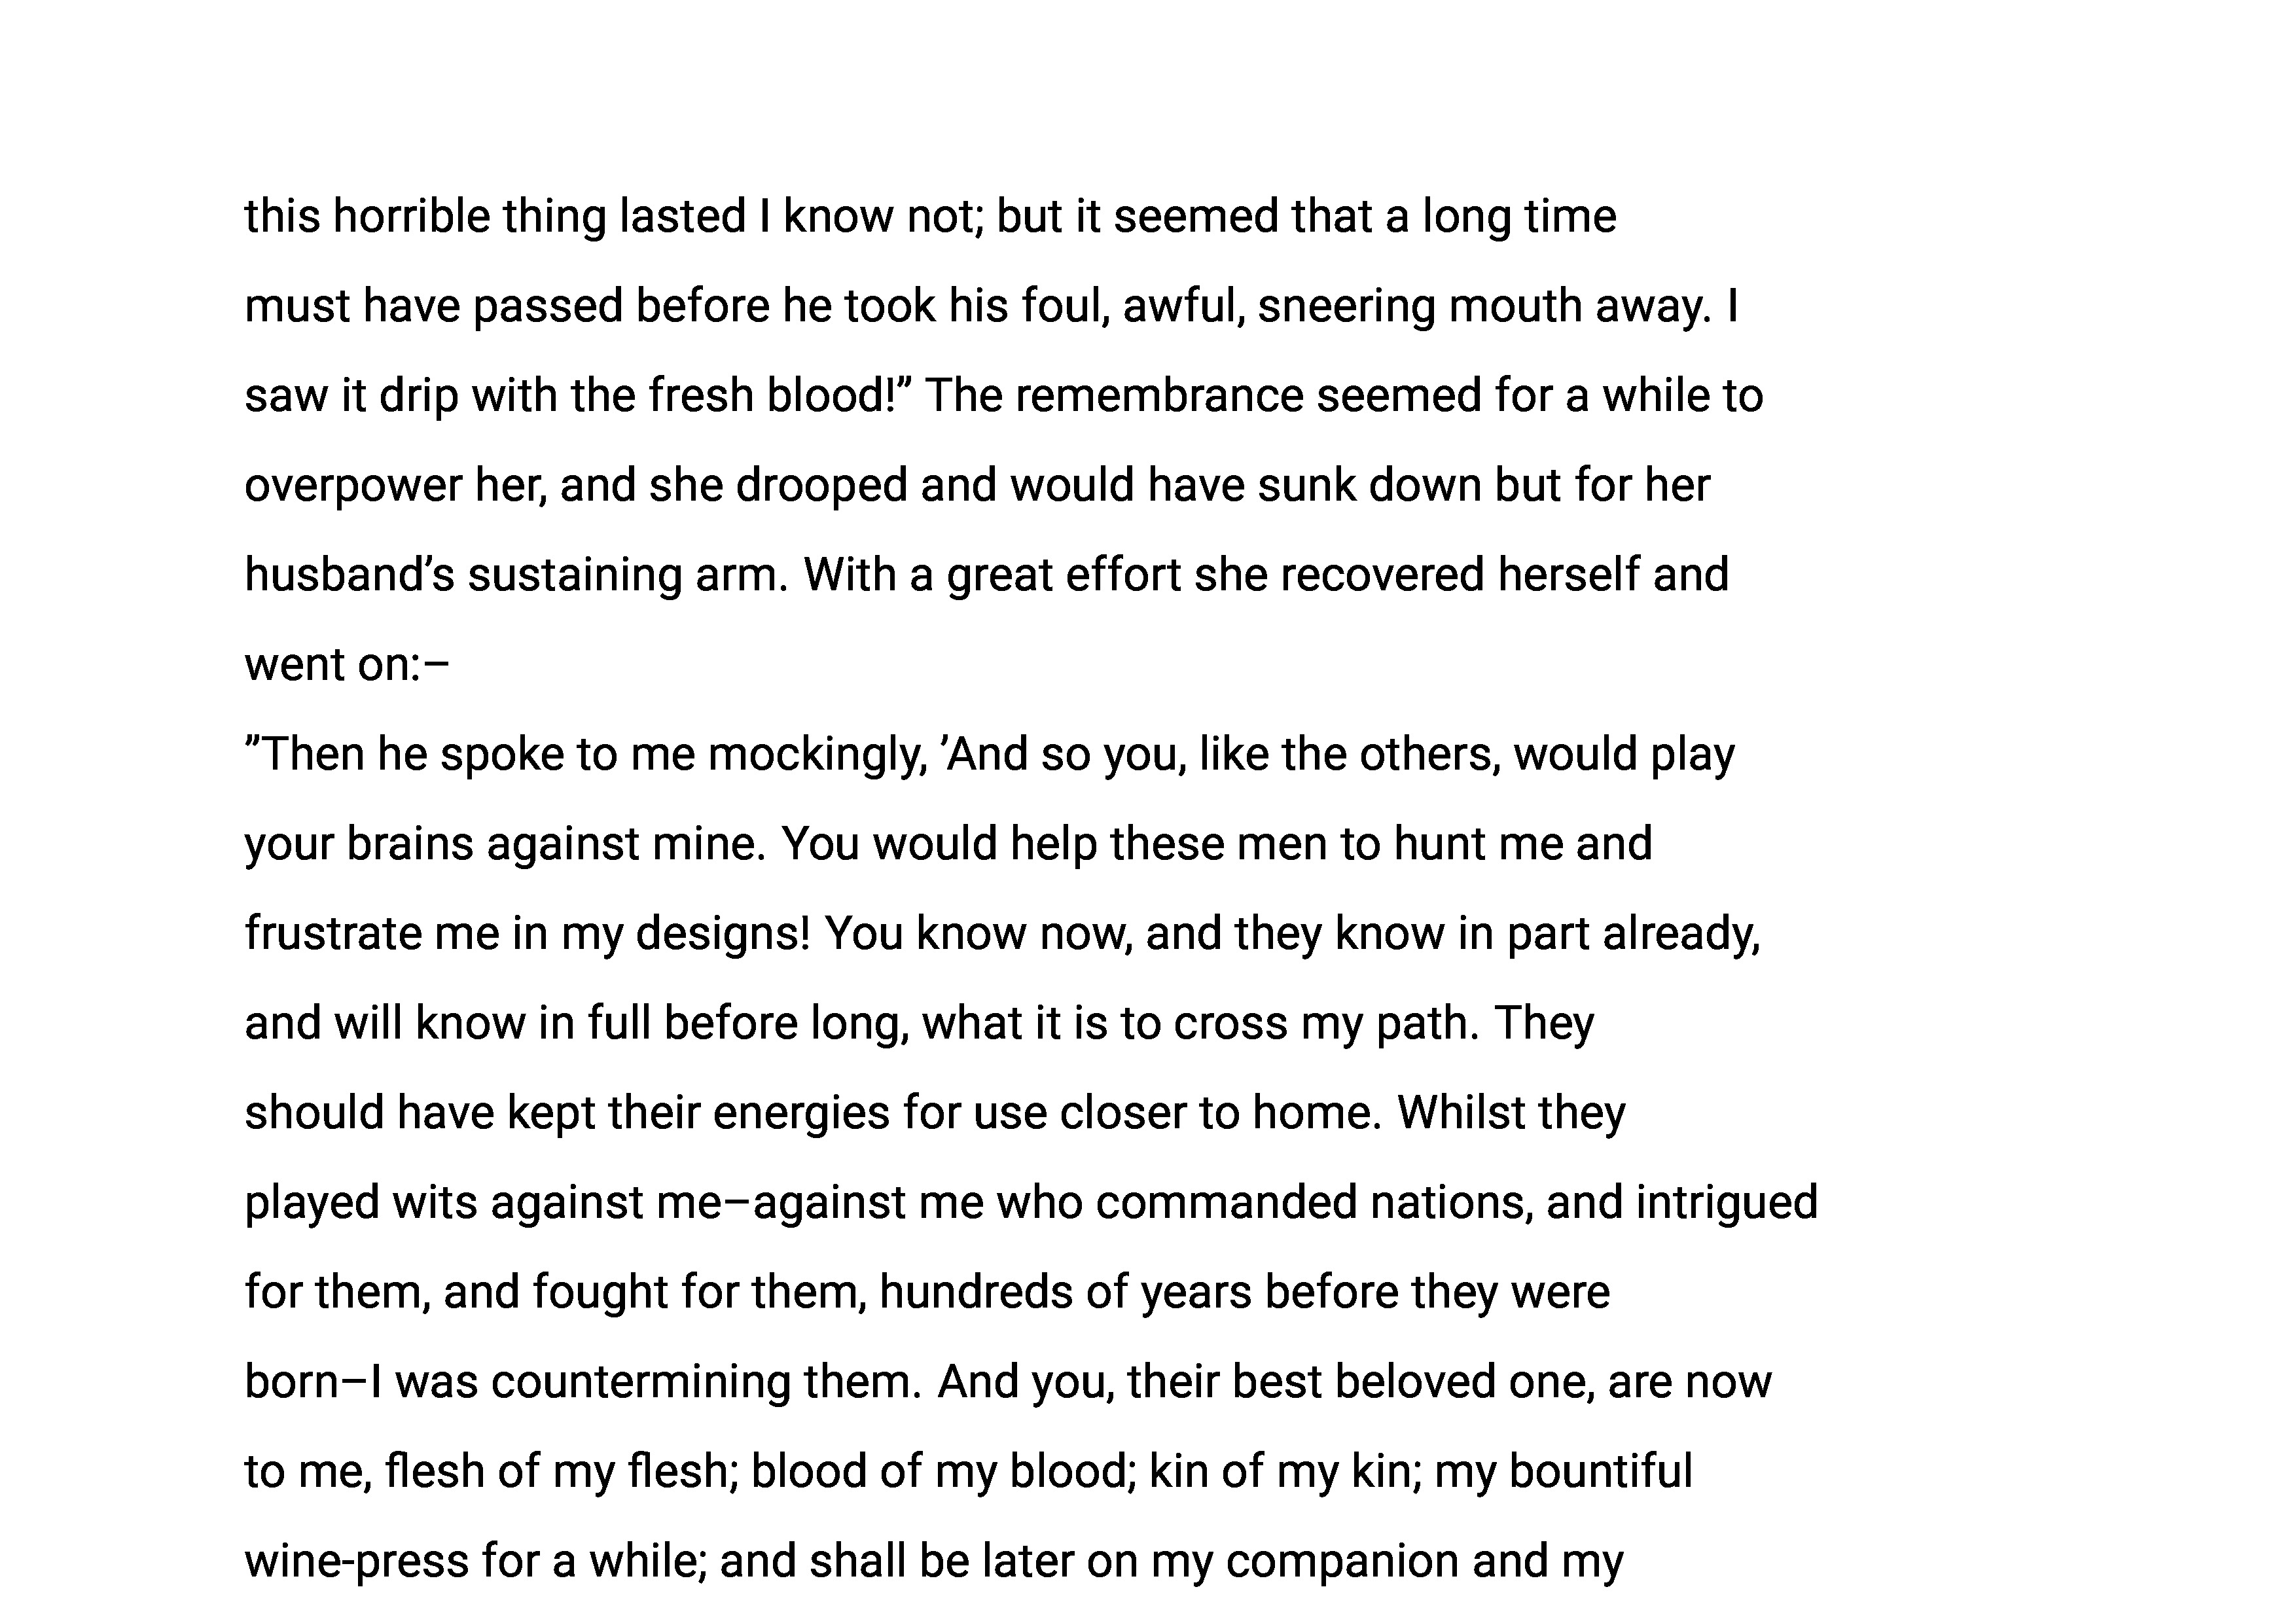 this horrible thing lasted I know not; but it seemed that a long time
must have passed before he took his foul, awful, sneering mouth away. I
saw it drip with the fresh blood!” The remembrance seemed for a while to
overpower her, and she drooped and would have sunk down but for her
husband’s sustaining arm. With a great effort she recovered herself and
went on:–
”Then he spoke to me mockingly, ’And so you, like the others, would play
your brains against mine. You would help these men to hunt me and
frustrate me in my designs! You know now, and they know in part already,
and will know in full before long, what it is to cross my path. They
should have kept their energies for use closer to home. Whilst they
played wits against me–against me who commanded nations, and intrigued
for them, and fought for them, hundreds of years before they were
born–I was countermining them. And you, their best beloved one, are now
to me, flesh of my flesh; blood of my blood; kin of my kin; my bountiful
wine-press for a while; and shall be later on my companion and my